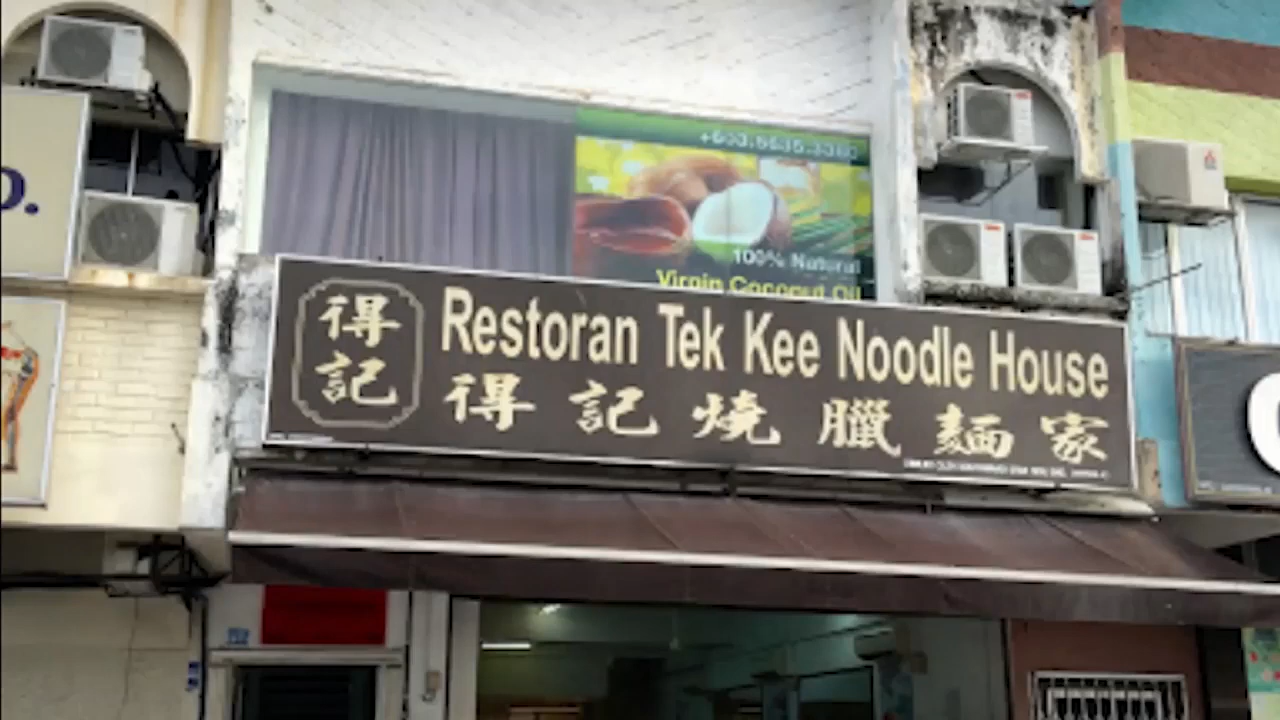 100% Natural
Virgin Coconut Oil
得記
Restoran Tek Kee Noodle House
得記燒臘麵家